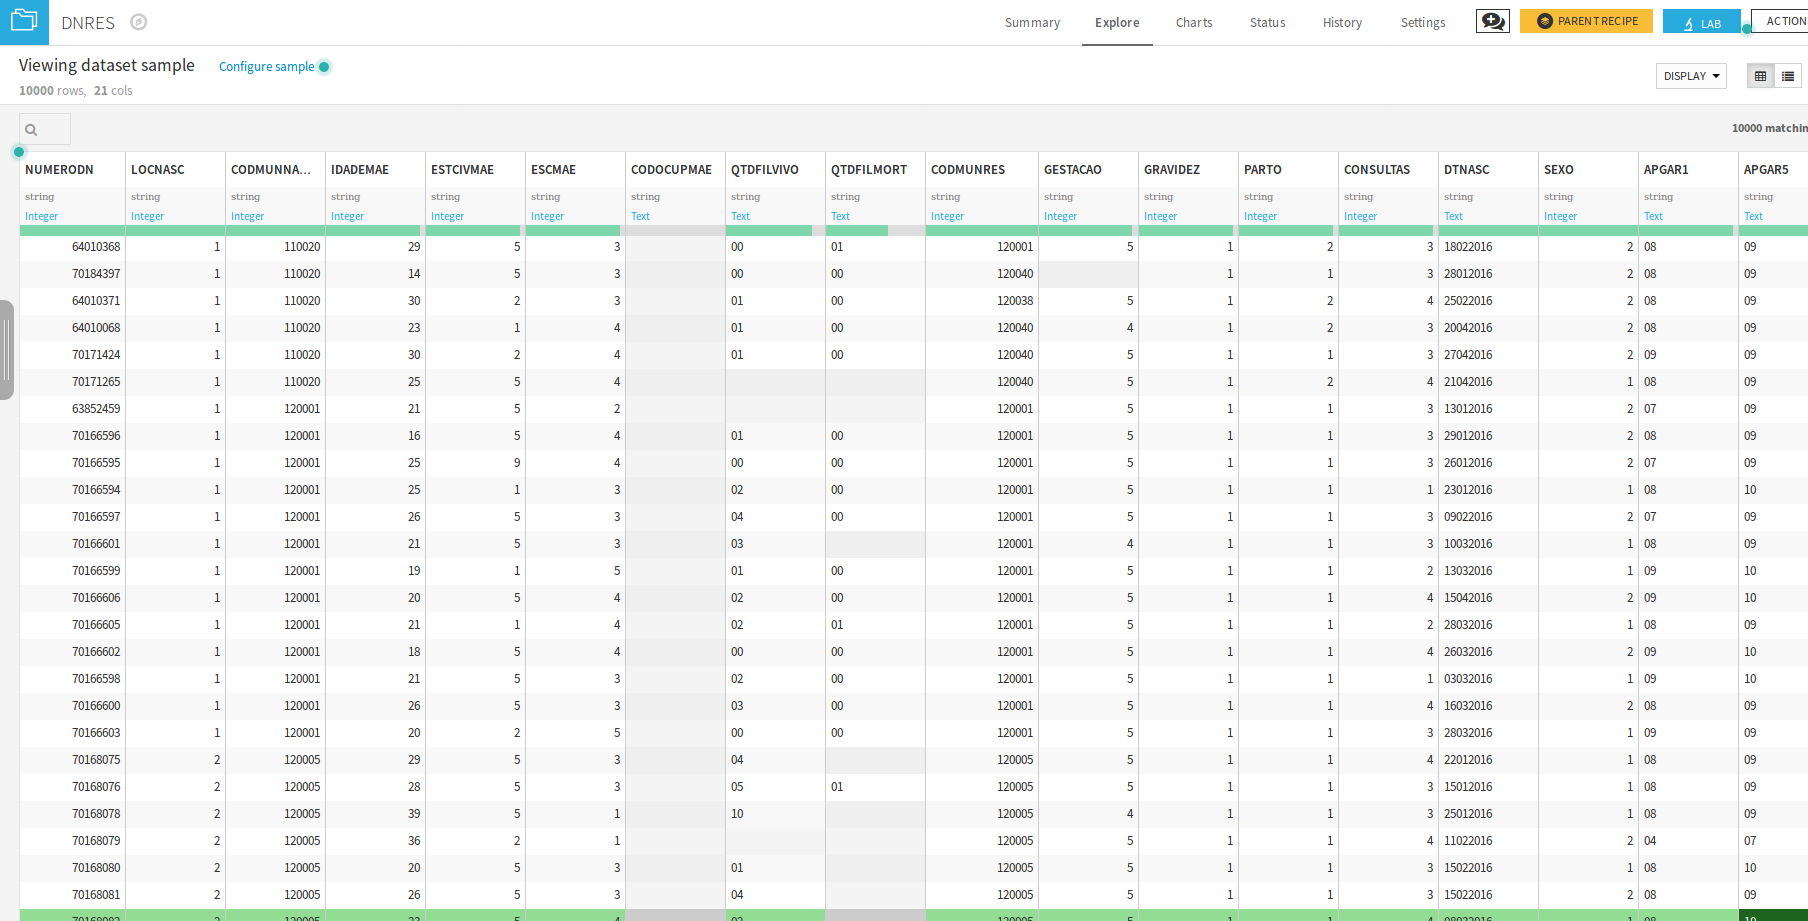 DNRES Summary Explore Charts Status History Settings PARENT RECIPE LAB ACTION
Viewing dataset sample Configure sample
DISPLAY
10000 rows, 21 cols
10000 matchin
NUMERODN LOCNASC CODMUNNA... IDADEMAE ESTCIVMAE ESCMAE CODOCUPMAE QTDFILVIVO QTDFILMORT CODMUNRES GESTACAO GRAVIDEZ PARTO CONSULTAS DTNASC SEXO APGAR1 APGAR5
string string string string string string string string string string string string string string string string string string
Integer Integer Integer Integer Integer Integer Text Text Text Integer Integer Integer Integer Integer Text Integer Text Text
64010368 1 110020 29 5 3 00 01 120001 5 1 2 3 18022016 2 08 09
70184397 1 110020 14 5 3 00 00 120040 1 1 3 28012016 2 08 09
64010371 1 110020 30 2 3 01 00 120038 5 1 2 4 25022016 2 08 09
64010068 1 110020 23 1 4 01 00 120040 4 1 2 3 20042016 2 08 09
70171424 1 110020 30 2 4 01 00 120040 5 1 1 3 27042016 2 09 09
70171265 1 110020 25 5 4 120040 5 1 2 4 21042016 1 08 09
63852459 1 120001 21 5 2 120001 5 1 1 3 13012016 2 07 09
70166596 1 120001 16 5 4 01 00 120001 5 1 1 3 29012016 2 08 09
70166595 1 120001 25 9 4 00 00 120001 5 1 1 3 26012016 2 07 09
70166594 1 120001 25 1 3 02 00 120001 5 1 1 1 23012016 1 08 10
70166597 1 120001 26 5 3 04 00 120001 5 1 1 3 09022016 2 07 09
70166601 1 120001 21 5 3 03 120001 4 1 1 3 10032016 1 08 09
70166599 1 120001 19 1 5 01 00 120001 5 1 1 2 13032016 1 09 10
70166606 1 120001 20 5 4 02 00 120001 5 1 1 4 15042016 2 09 10
70166605 1 120001 21 1 4 02 01 120001 5 1 1 2 28032016 1 08 09
70166602 1 120001 18 5 4 00 00 120001 5 1 1 4 26032016 2 09 10
70166598 1 120001 21 5 3 02 00 120001 5 1 1 1 03032016 1 09 10
70166600 1 120001 26 5 3 03 00 120001 5 1 1 4 16032016 2 08 09
70166603 1 120001 20 2 5 00 00 120001 5 1 1 3 28032016 1 09 09
70168075 2 120005 29 5 3 04 120005 5 1 1 4 22012016 1 08 09
70168076 2 120005 28 5 3 05 01 120005 5 1 1 3 15012016 1 08 09
70168078 2 120005 39 5 1 10 120005 4 1 1 3 25012016 1 08 09
70168079 2 120005 36 2 1 120005 5 1 1 4 11022016 2 04 07
70168080 2 120005 20 5 3 01 120005 5 1 1 3 15022016 1 08 10
70168081 2 120005 26 5 3 04 120005 5 1 1 3 15022016 2 08 09